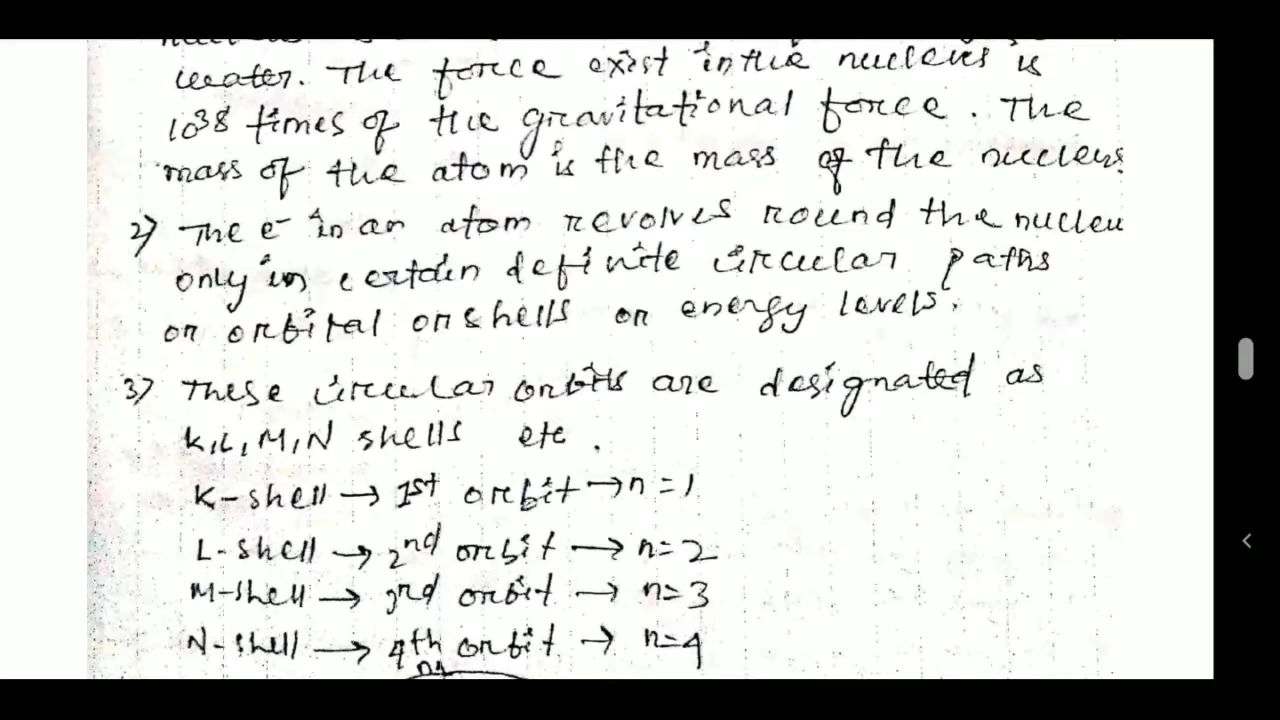 water. The force exist in the nucleus is
10^38 times of the gravitational force. The
mass of the atom is the mass of the nucleus
2) The e⁻ in an atom revolves round the nucleu
only in certain definite circular paths
or orbital or shells or energy levels.
3) These circular orbits are designated as
K,L,M,N shells etc.
K-shell → 1st orbit → n=1
L-shell → 2nd orbit → n=2
M-shell → 3rd orbit → n=3
N-shell → 4th orbit → n=4